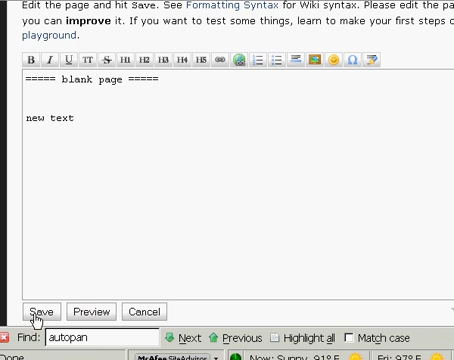 Edit the page and hit Save. See Formatting Syntax for Wiki syntax. Please edit the pa
you can improve it. If you want to test some things, learn to make your first steps o
playground.
B I U TT S H1 H2 H3 H4 H5
===== blank page =====
new text
Save Preview Cancel
Find: autopan Next Previous Highlight all Match case
Done McAfee SiteAdvisor Now: Sunny, 91° F Fri: 97° F